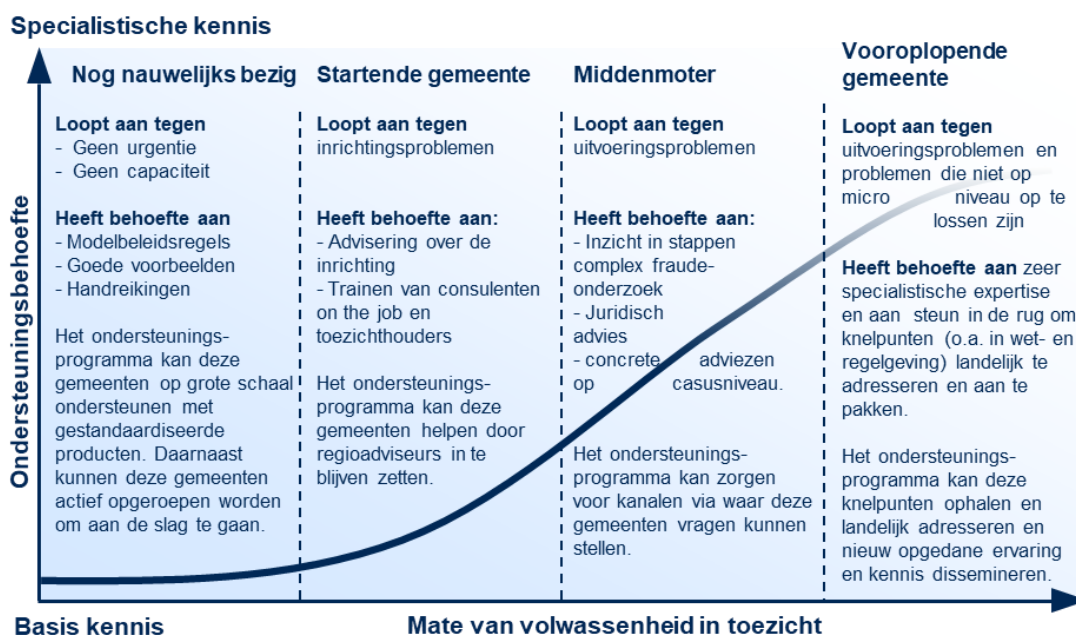 Specialistische kennis
Ondersteuningsbehoefte
Nog nauwelijks bezig
Loopt aan tegen
- Geen urgentie
- Geen capaciteit
Heeft behoefte aan
- Modelbeleidsregels
- Goede voorbeelden
- Handreikingen
Het ondersteunings-
programma kan deze
gemeenten op grote schaal
ondersteunen met
gestandaardiseerde
producten. Daarnaast
kunnen deze gemeenten
actief opgeroepen worden
om aan de slag te gaan.
Startende gemeente
Loopt aan tegen
inrichtingsproblemen
Heeft behoefte aan:
- Advisering over de
inrichting
- Trainen van consulenten
on the job en
toezichthouders
Het ondersteunings-
programma kan deze
gemeenten helpen door
regioadviseurs in te
blijven zetten.
Middenmoter
Loopt aan tegen
uitvoeringsproblemen
Heeft behoefte aan:
- Inzicht in stappen
complex fraude-
onderzoek
- Juridisch
advies
- concrete adviezen
op casusniveau.
Het ondersteunings-
programma kan zorgen
voor kanalen via waar deze
gemeenten vragen kunnen
stellen.
Vooroplopende
gemeente
Loopt aan tegen
uitvoeringsproblemen en
problemen die niet op
micro niveau op te
lossen zijn
Heeft behoefte aan zeer
specialistische expertise
en aan steun in de rug om
knelpunten (o.a. in wet- en
regelgeving) landelijk te
adresseren en aan te
pakken.
Het ondersteunings-
programma kan deze
knelpunten ophalen en
landelijk adresseren en
nieuw opgedane ervaring
en kennis dissemineren.
Basis kennis
Mate van volwassenheid in toezicht